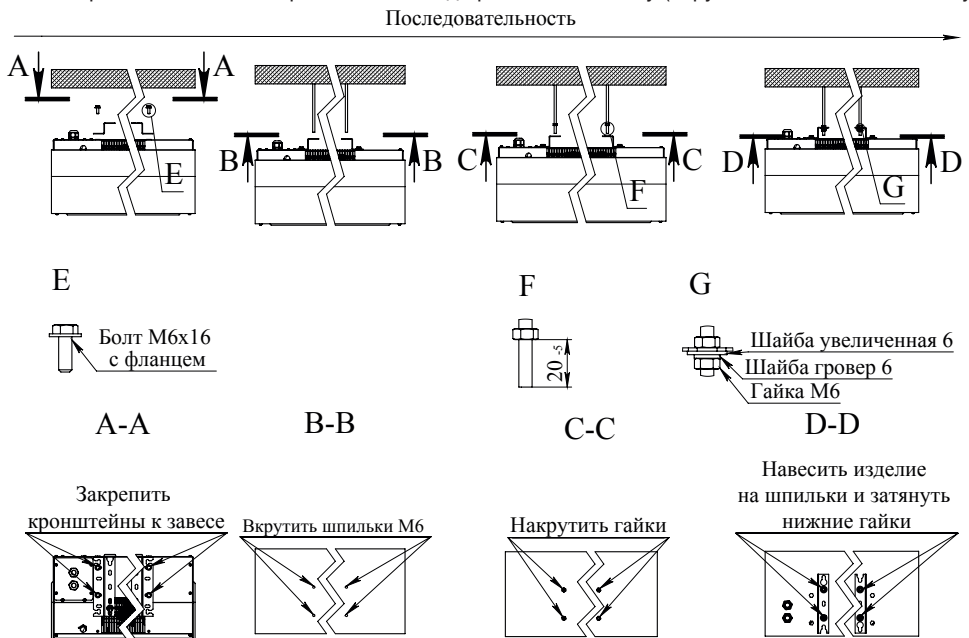 Последовательность
A A
B B
C C
D D
E
F
G
E
F
G
Болт М6х16
с фланцем
20 -5
Шайба увеличенная 6
Шайба гровер 6
Гайка М6
A-A
B-B
C-C
D-D
Закрепить
кронштейны к завесе
Вкрутить шпильки М6
Накрутить гайки
Навесить изделие
на шпильки и затянуть
нижние гайки